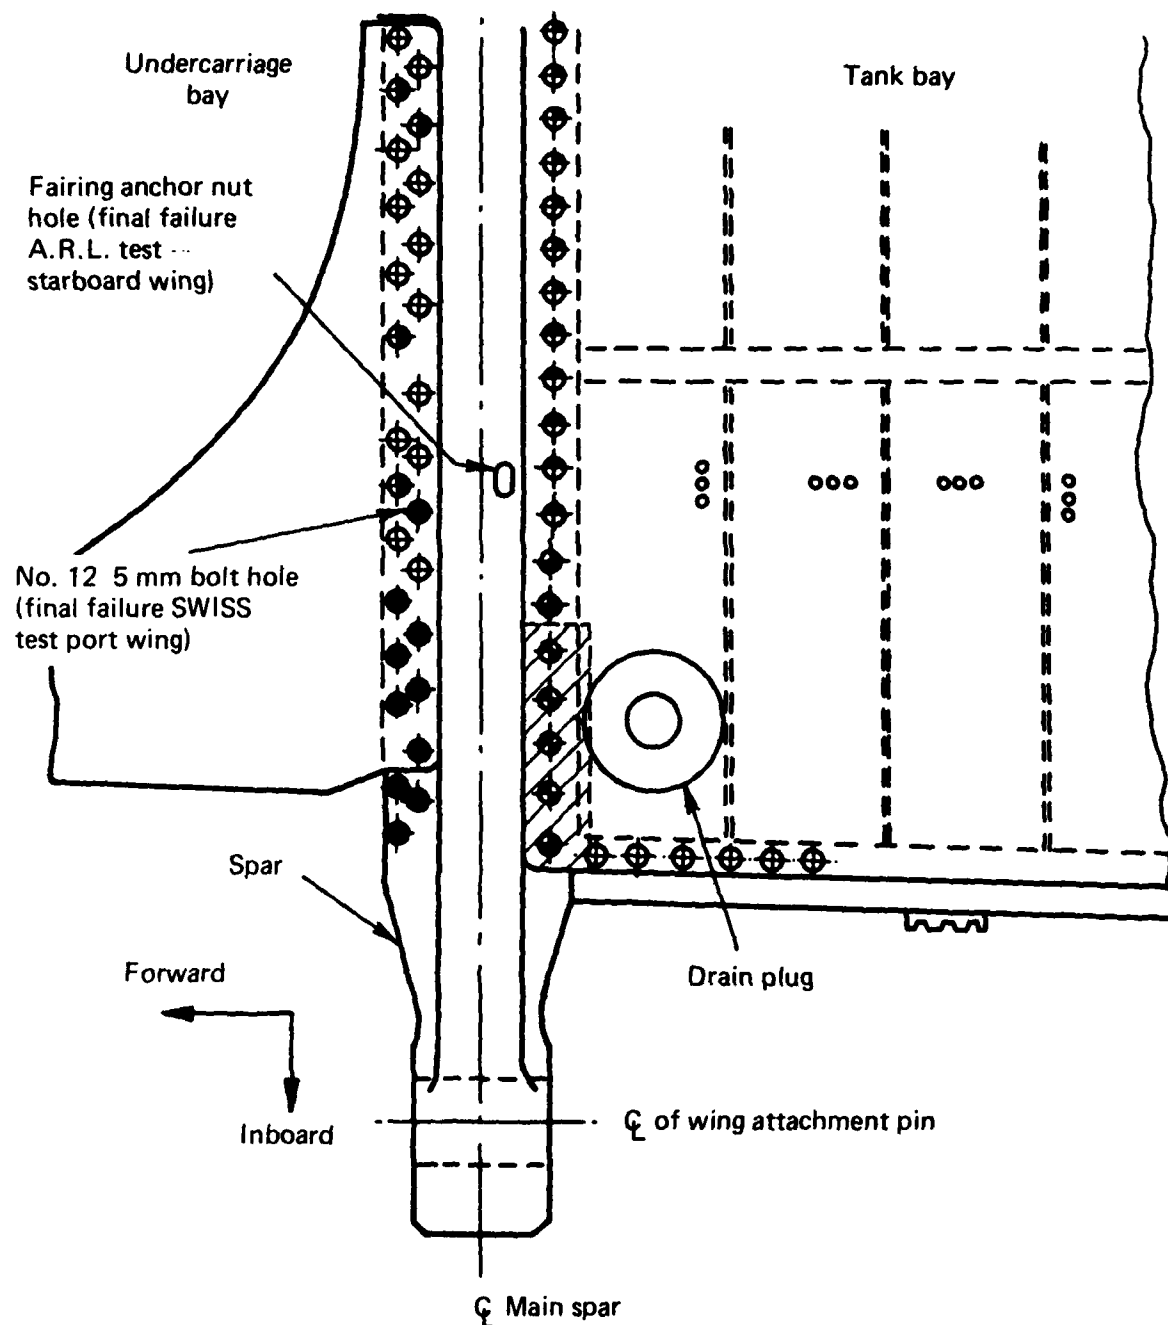 Undercarriage
bay
Tank bay
Fairing anchor nut
hole (final failure
A.R.L. test --
starboard wing)
No. 12 5 mm bolt hole
(final failure SWISS
test port wing)
Spar
Drain plug
Forward
Inboard
℄ of wing attachment pin
℄ Main spar